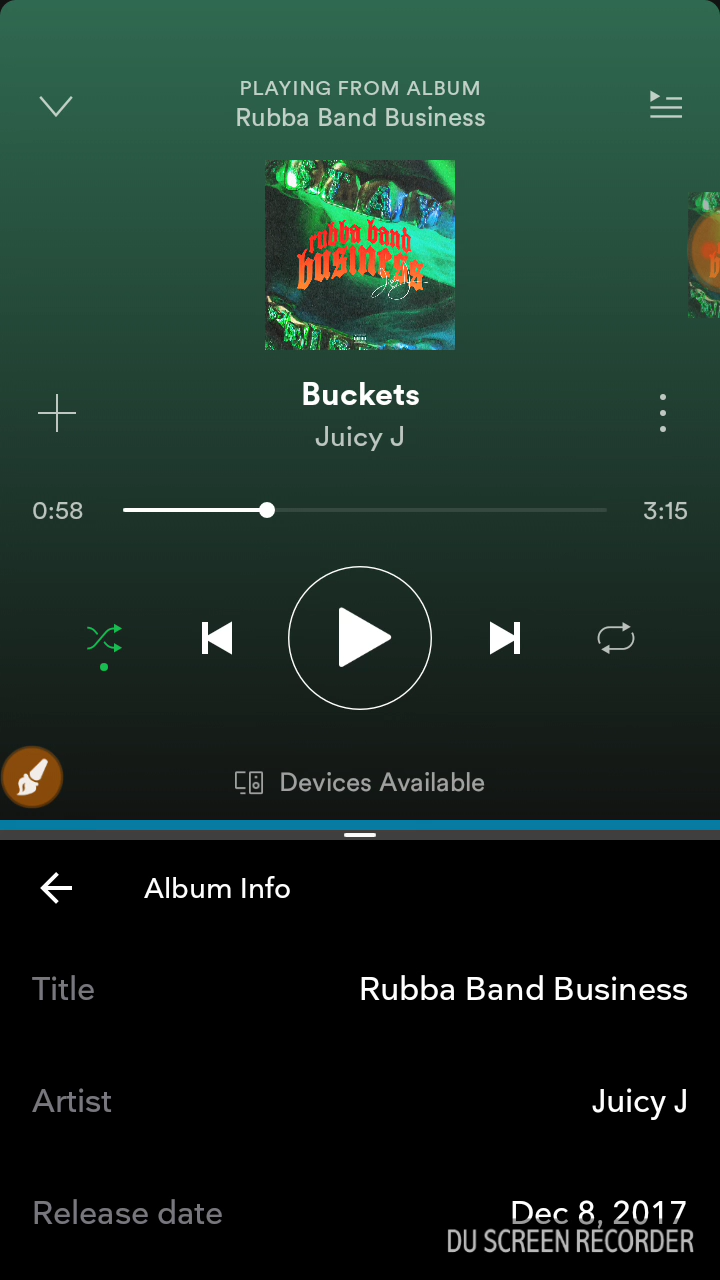 PLAYING FROM ALBUM
Rubba Band Business
rubba band
business
Buckets
Juicy J
0:58
3:15
Devices Available
Album Info
Title
Rubba Band Business
Artist
Juicy J
Release date
Dec 8, 2017
DU SCREEN RECORDER